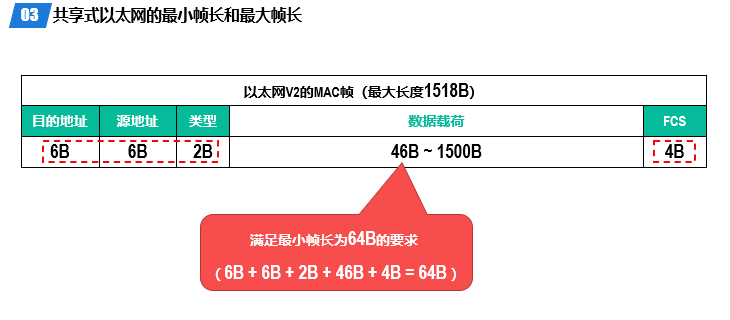 03 共享式以太网的最小帧长和最大帧长
以太网V2的MAC帧（最大长度1518B）
目的地址 源地址 类型 数据载荷 FCS
6B 6B 2B 46B ~ 1500B 4B
满足最小帧长为64B的要求
（6B + 6B + 2B + 46B + 4B = 64B）